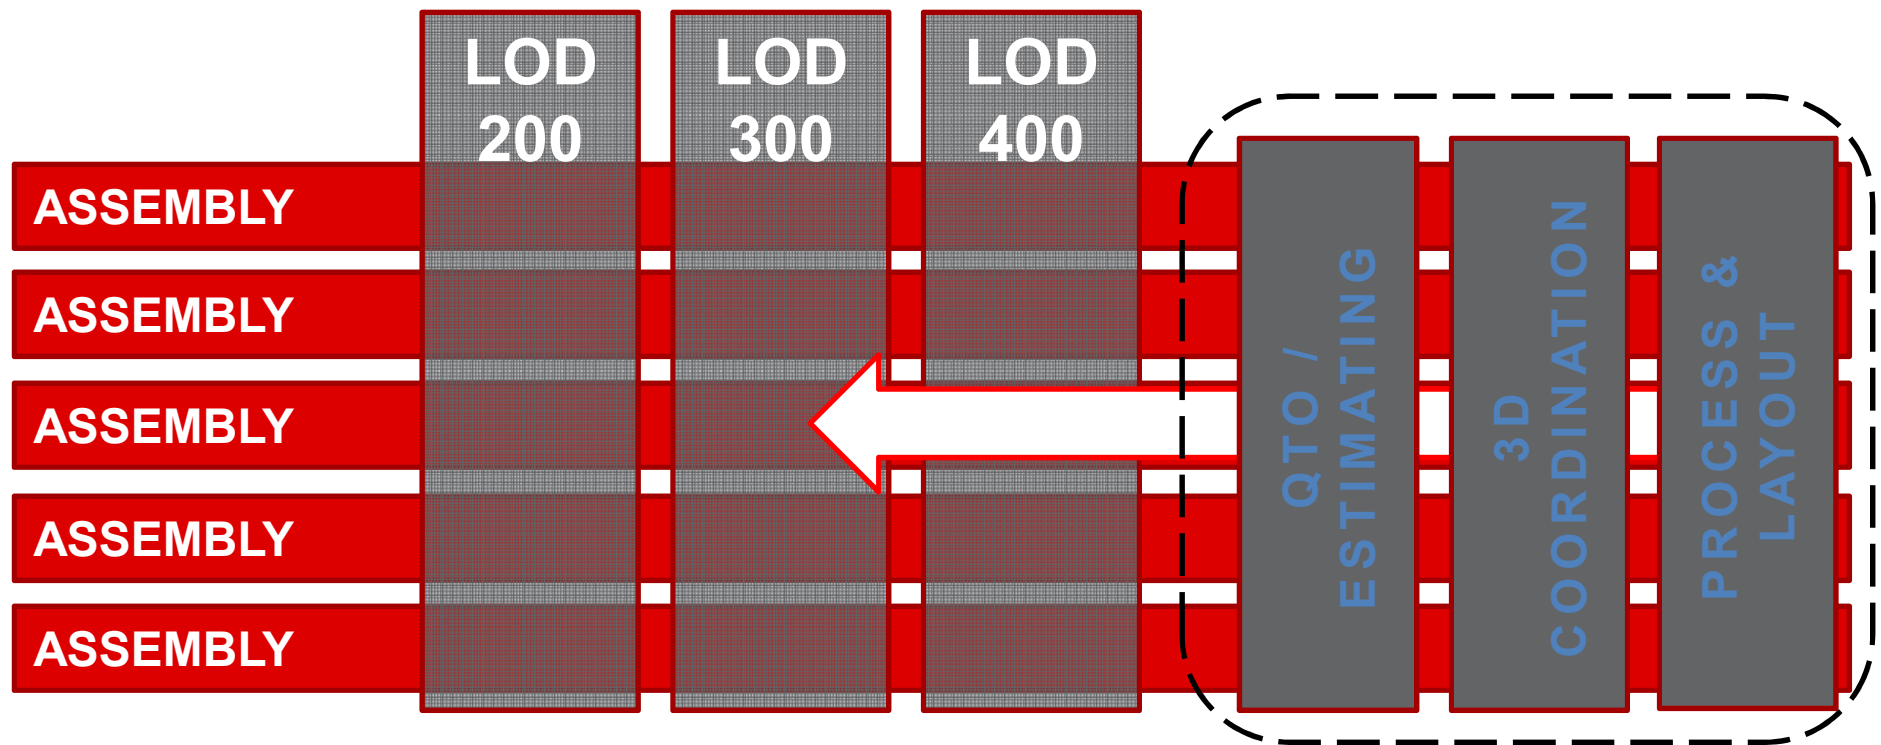 LOD
200
LOD
300
LOD
400
ASSEMBLY
ASSEMBLY
ASSEMBLY
ASSEMBLY
ASSEMBLY
QTO /
ESTIMATING
3D
COORDINATION
PROCESS &
LAYOUT